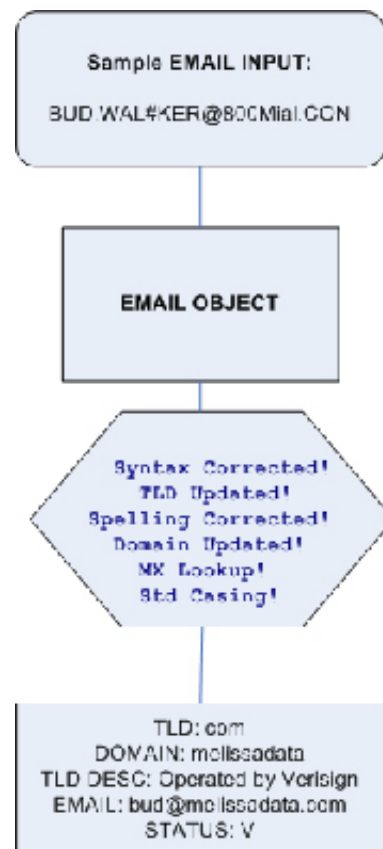 Sample EMAIL INPUT:
BUD.WAL#KER@800Mial.CON
EMAIL OBJECT
Syntax Corrected!
TLD Updated!
Spelling Corrected!
Domain Updated!
MX Lookup!
Std Casing!
TLD: com
DOMAIN: melissadata
TLD DESC: Operated by Verisign
EMAIL: bud@melissadata.com
STATUS: V